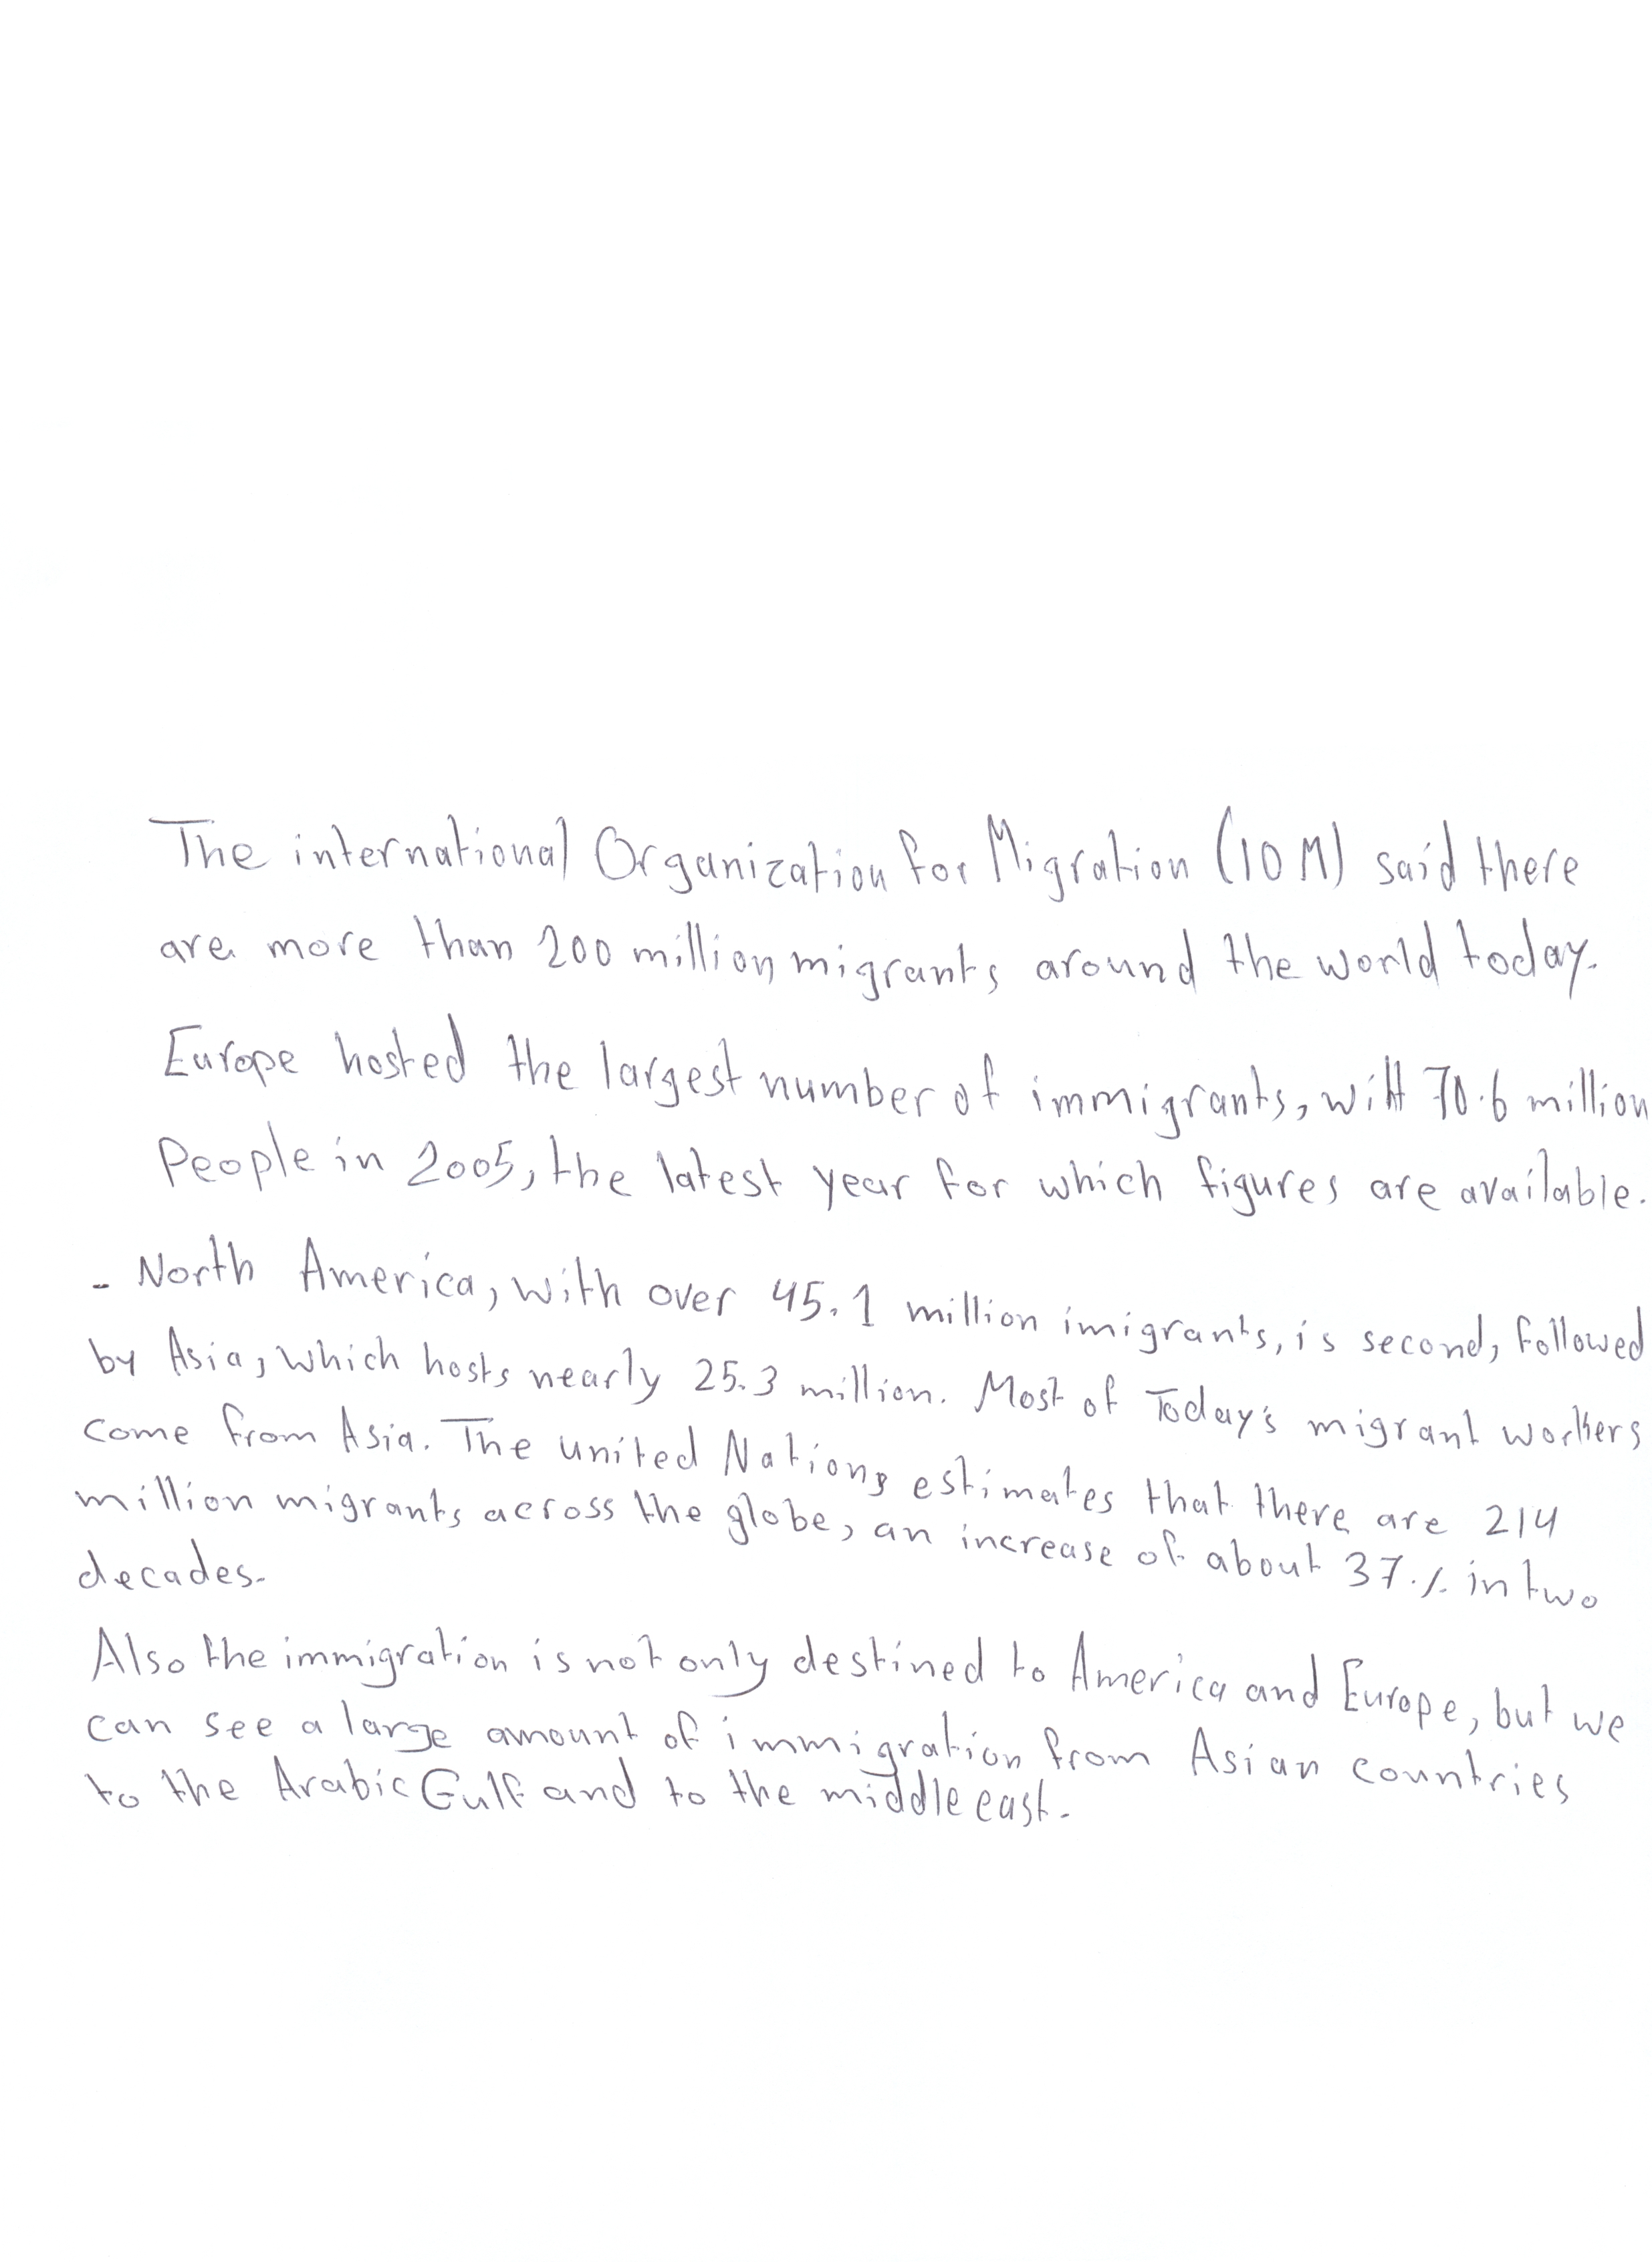 The international Organization for Migration (IOM) said there
are more than 200 million migrants around the world today.
Europe hosted the largest number of immigrants, with 70.6 million
People in 2005, the latest year for which figures are available.
- North America, with over 45.1 million imigrants, is second, followed
by Asia, which hosts nearly 25.3 million. Most of Today's migrant workers
come from Asia. The united Nations estimates that there are 214
million migrants across the globe, an increase of about 37% in two
decades.
Also the immigration is not only destined to America and Europe, but we
can see a large amount of immigration from Asian countries
to the Arabic Gulf and to the middle east.